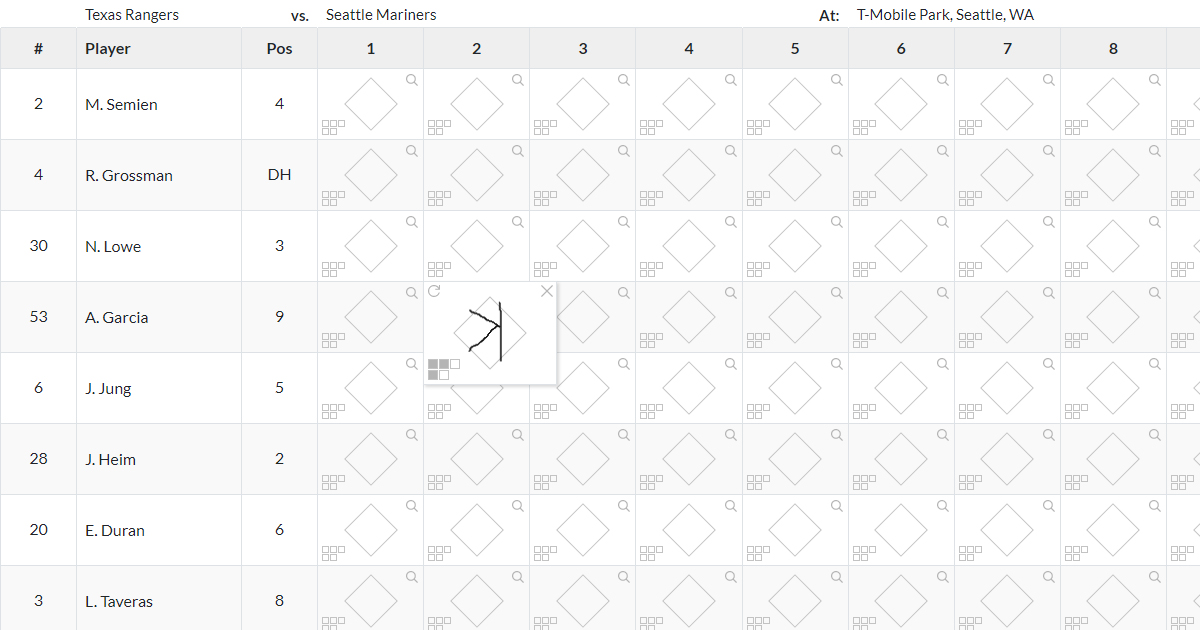 Texas Rangers vs. Seattle Mariners At: T-Mobile Park, Seattle, WA
# Player Pos 1 2 3 4 5 6 7 8
2 M. Semien 4
4 R. Grossman DH
30 N. Lowe 3
53 A. Garcia 9
ꓘ
6 J. Jung 5
28 J. Heim 2
20 E. Duran 6
3 L. Taveras 8